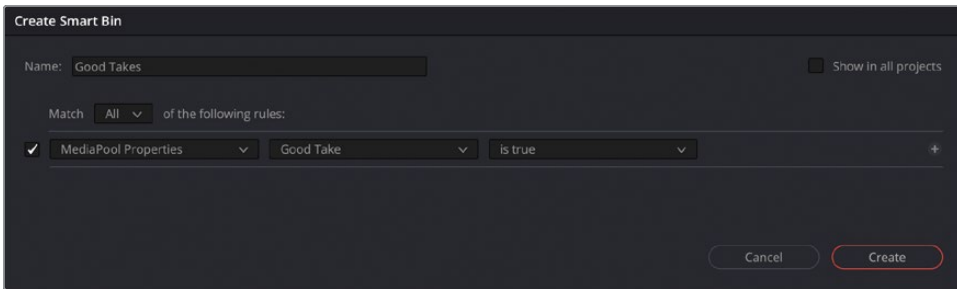 Create Smart Bin
Name: Good Takes Show in all projects
Match All of the following rules:
MediaPool Properties Good Take is true +
Cancel Create